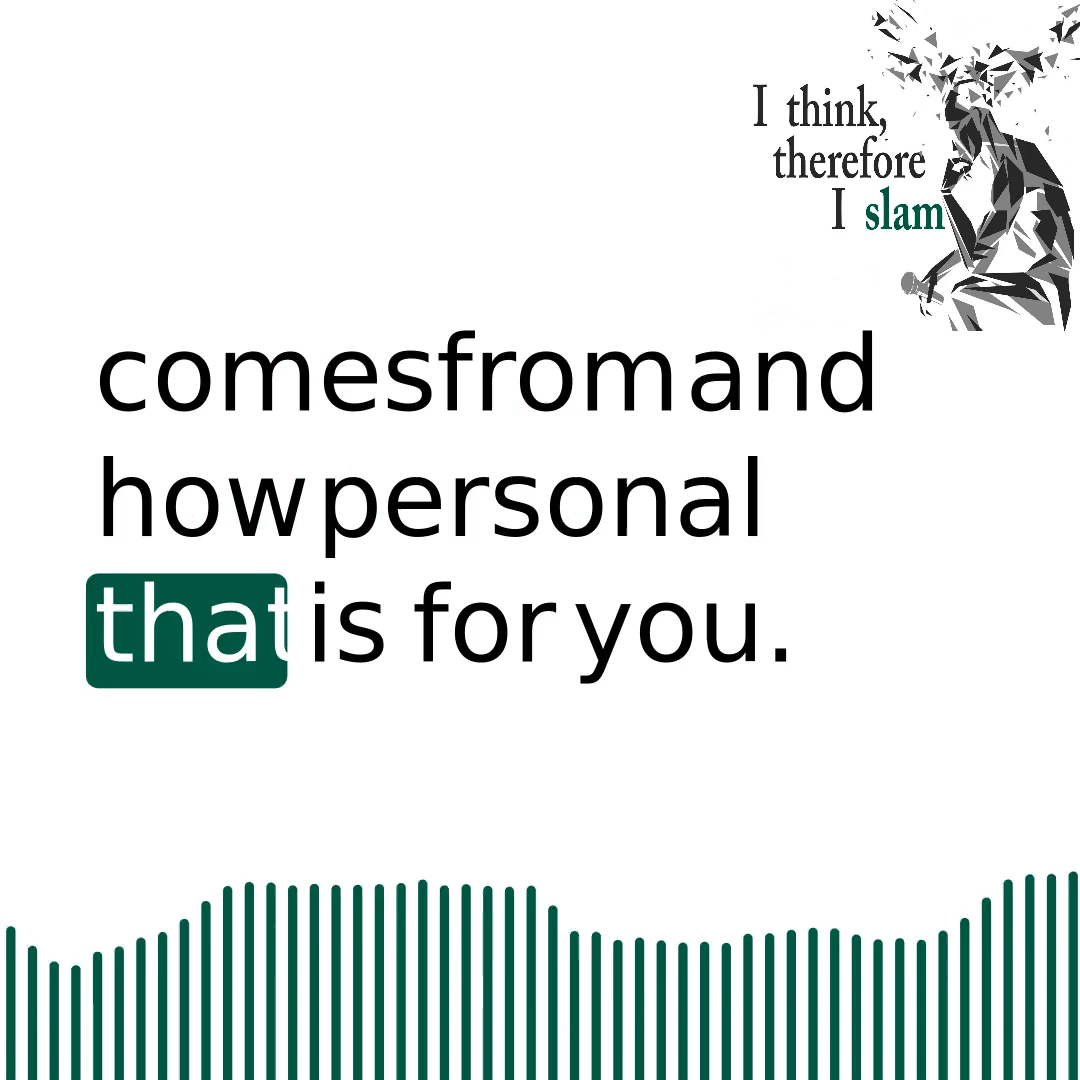 I think,
therefore
I slam
comes from and
how personal
that is for you.